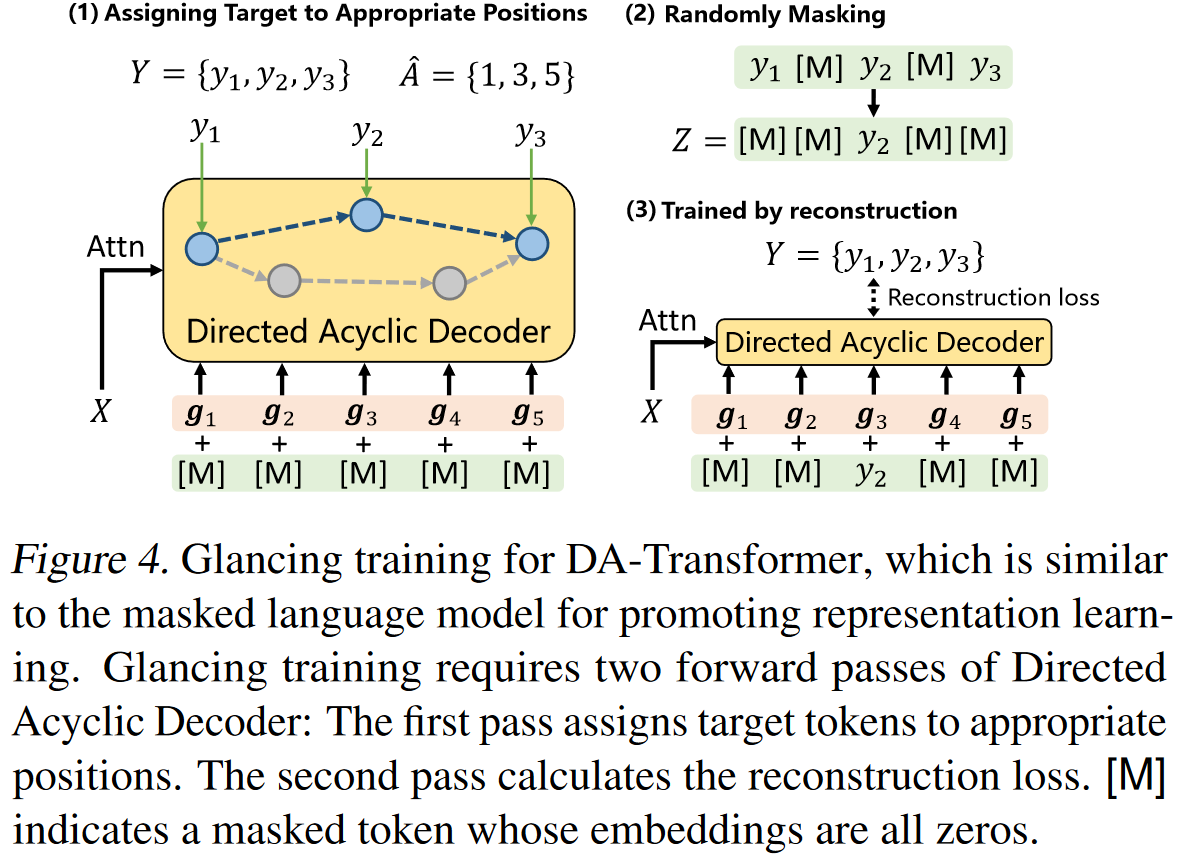 (1) Assigning Target to Appropriate Positions
Y = {y₁, y₂, y₃} Â = {1, 3, 5}
y₁ y₂ y₃
Attn
Directed Acyclic Decoder
X
g₁ g₂ g₃ g₄ g₅
+ + + + +
[M] [M] [M] [M] [M]
(2) Randomly Masking
y₁ [M] y₂ [M] y₃
Z = [M] [M] y₂ [M] [M]
(3) Trained by reconstruction
Y = {y₁, y₂, y₃}
Reconstruction loss
Attn
Directed Acyclic Decoder
X
g₁ g₂ g₃ g₄ g₅
+ + + + +
[M] [M] y₂ [M] [M]
Figure 4. Glancing training for DA-Transformer, which is similar
to the masked language model for promoting representation learn-
ing. Glancing training requires two forward passes of Directed
Acyclic Decoder: The first pass assigns target tokens to appropriate
positions. The second pass calculates the reconstruction loss. [M]
indicates a masked token whose embeddings are all zeros.